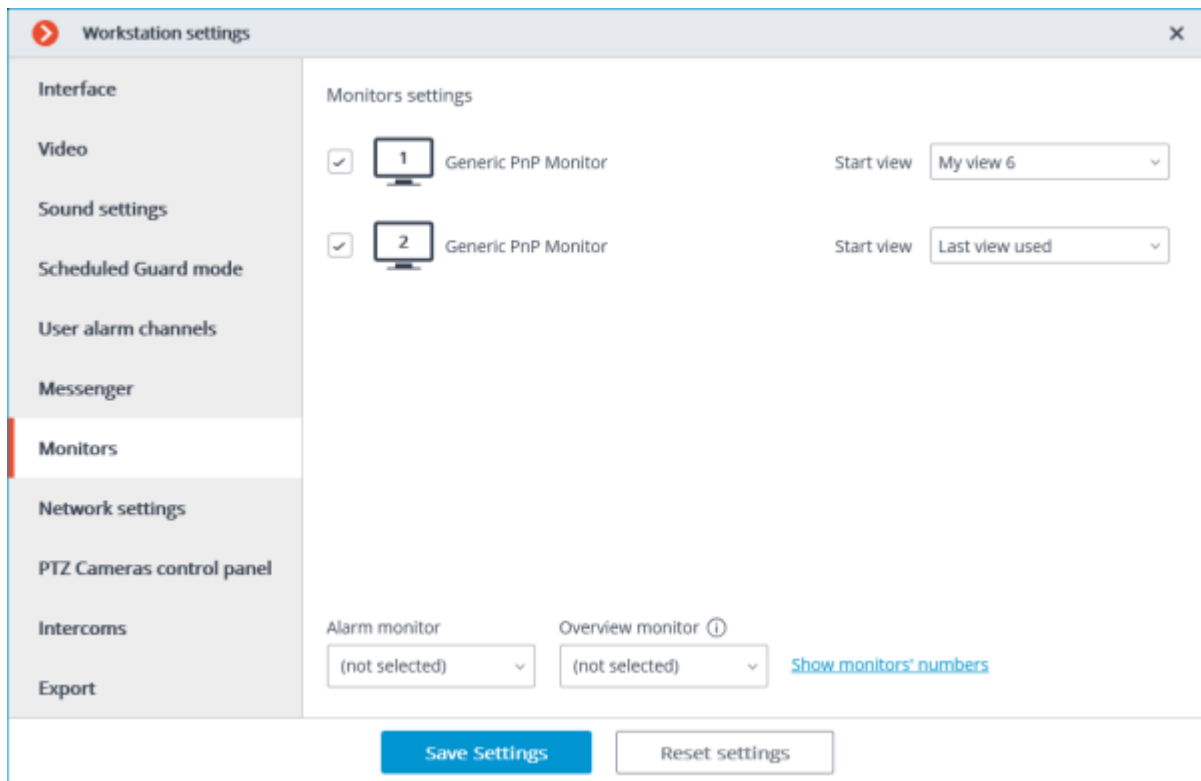 Workstation settings
Interface
Video
Sound settings
Scheduled Guard mode
User alarm channels
Messenger
Monitors
Network settings
PTZ Cameras control panel
Intercoms
Export
Monitors settings
1 Generic PnP Monitor Start view My view 6
2 Generic PnP Monitor Start view Last view used
Alarm monitor Overview monitor
(not selected) (not selected) Show monitors' numbers
Save Settings Reset settings